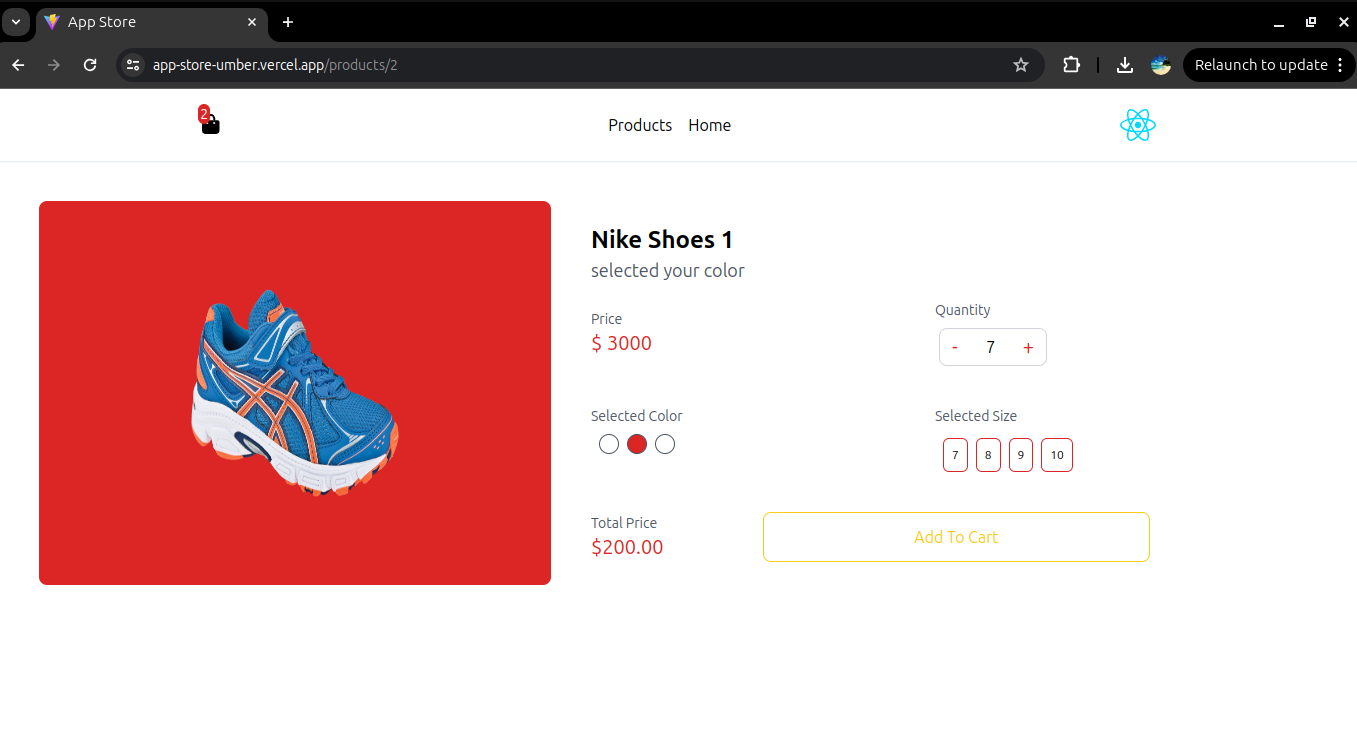 App Store
app-store-umber.vercel.app/products/2
Relaunch to update
2
Products Home
Nike Shoes 1
selected your color
Price
$ 3000
Quantity
- 7 +
Selected Color
Selected Size
7 8 9 10
Total Price
$200.00
Add To Cart